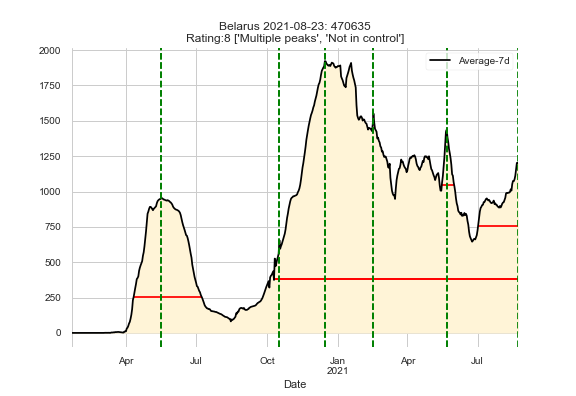 Belarus 2021-08-23: 470635
Rating:8 ['Multiple peaks', 'Not in control']
Average-7d
2000
1750
1500
1250
1000
750
500
250
0
Apr
Jul
Oct
Jan
2021
Apr
Jul
Date